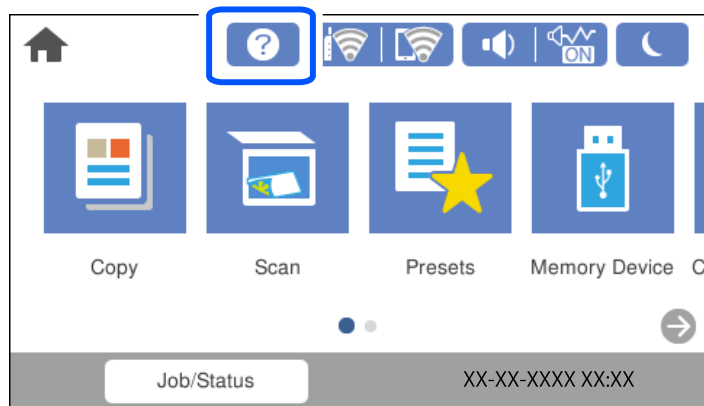 ?
ON
Copy Scan Presets Memory Device C
Job/Status XX-XX-XXXX XX:XX